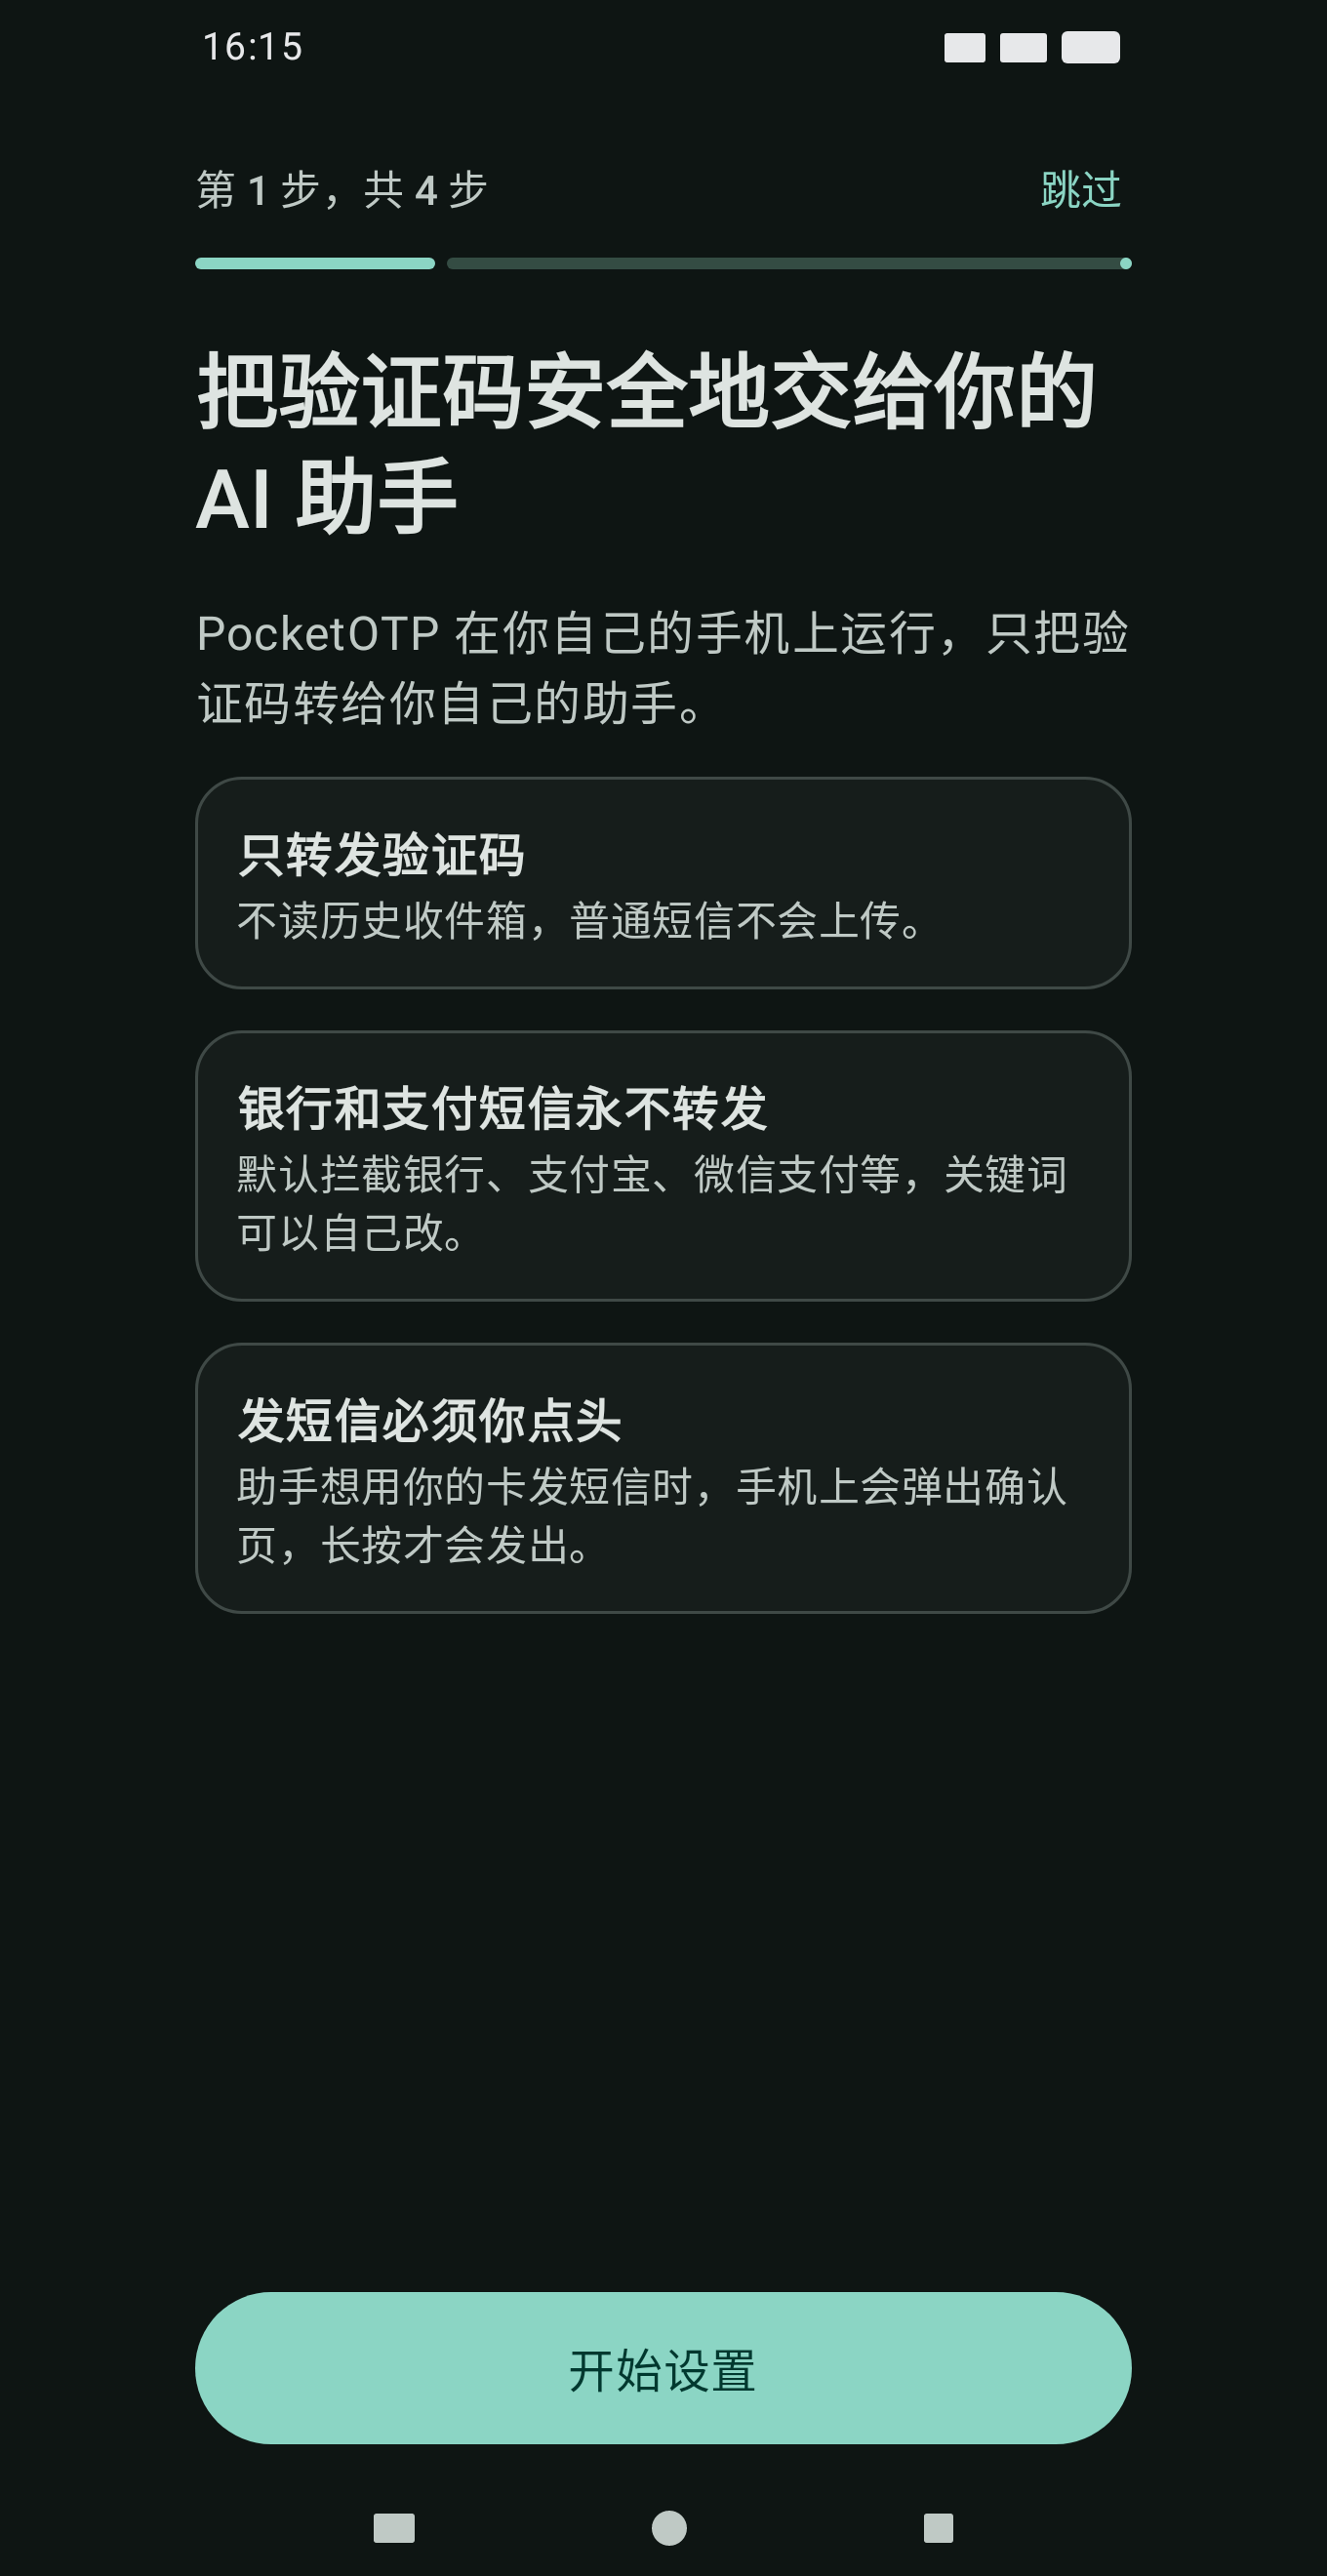 16:15
第 1 步，共 4 步
跳过
把验证码安全地交给你的
AI 助手
PocketOTP 在你自己的手机上运行，只把验
证码转给你自己的助手。
只转发验证码
不读历史收件箱，普通短信不会上传。
银行和支付短信永不转发
默认拦截银行、支付宝、微信支付等，关键词
可以自己改。
发短信必须你点头
助手想用你的卡发短信时，手机上会弹出确认
页，长按才会发出。
开始设置